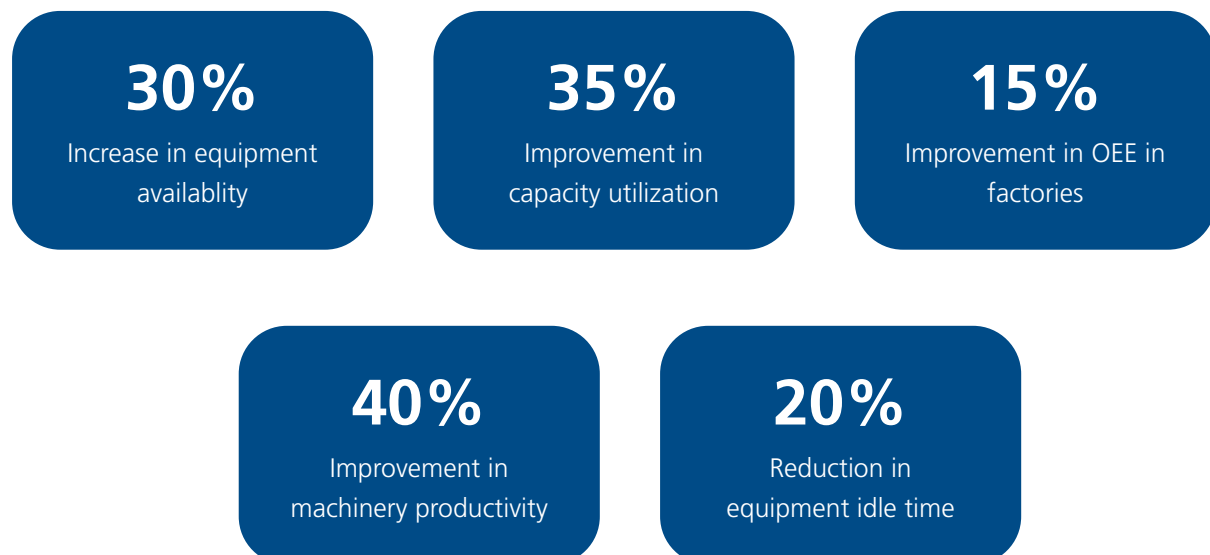 30%
Increase in equipment
availablity
35%
Improvement in
capacity utilization
15%
Improvement in OEE in
factories
40%
Improvement in
machinery productivity
20%
Reduction in
equipment idle time